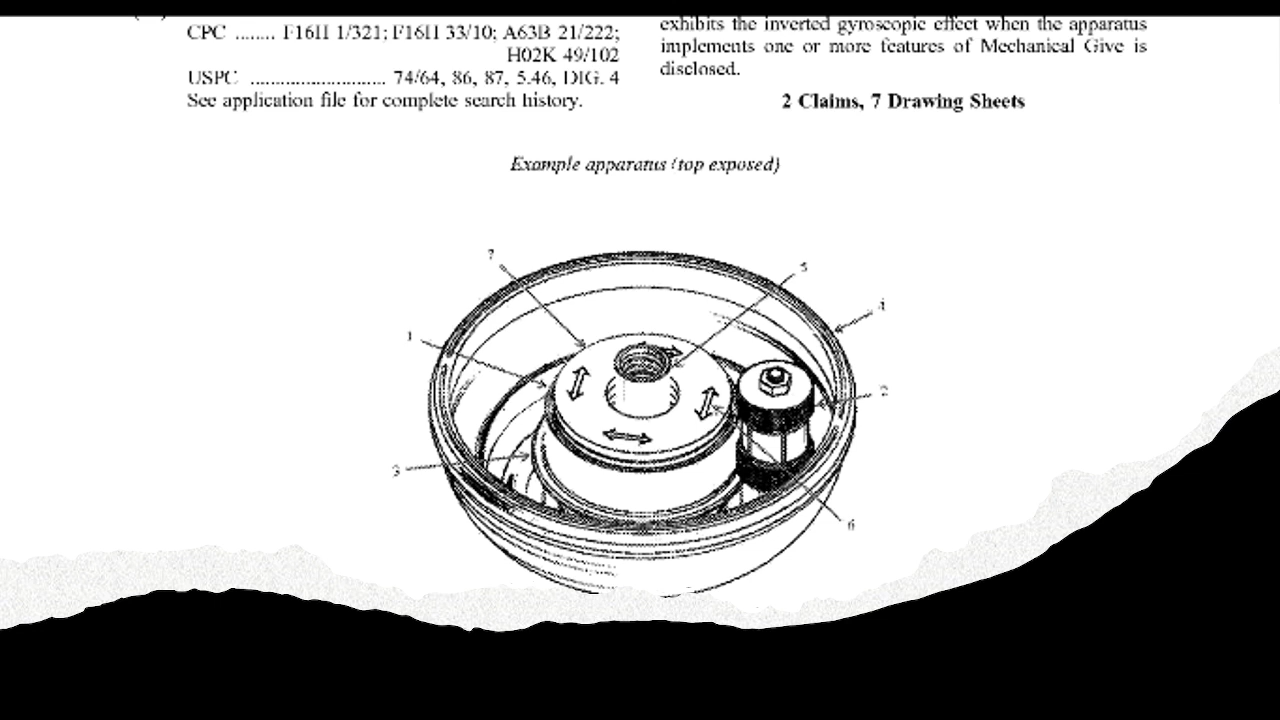 CPC ........ F16H 1/321; F16H 33/10; A63B 21/222;
H02K 49/102
USPC ........................... 74/64, 86, 87, 5.46, DIG. 4
See application file for complete search history.
exhibits the inverted gyroscopic effect when the apparatus
implements one or more features of Mechanical Give is
disclosed.
2 Claims, 7 Drawing Sheets
Example apparatus (top exposed)
7
5
4
1
2
3
6